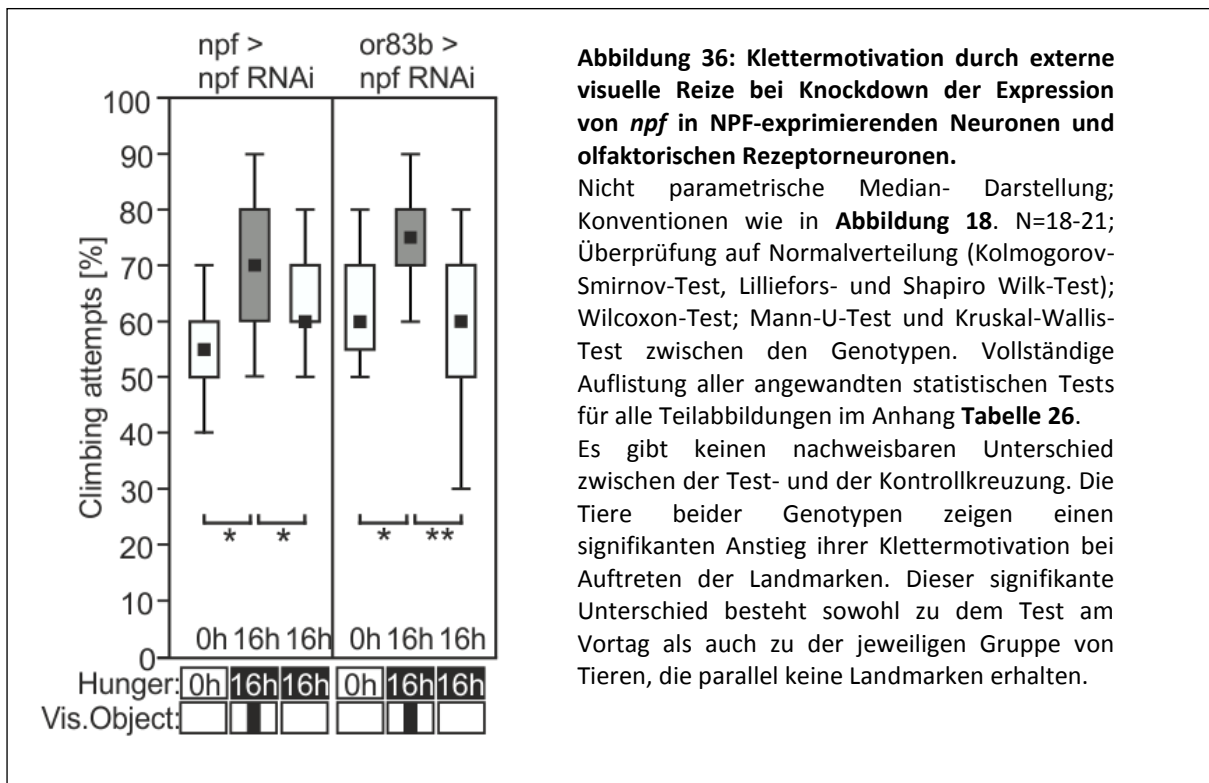 npf >
npf RNAi
or83b >
npf RNAi
Climbing attempts [%]
100
90
80
70
60
50
40
30
20
10
0
* * * **
0h 16h 16h 0h 16h 16h
Hunger: 0h 16h 16h 0h 16h 16h
Vis.Object:
Abbildung 36: Klettermotivation durch externe
visuelle Reize bei Knockdown der Expression
von npf in NPF-exprimierenden Neuronen und
olfaktorischen Rezeptorneuronen.
Nicht parametrische Median- Darstellung;
Konventionen wie in Abbildung 18. N=18-21;
Überprüfung auf Normalverteilung (Kolmogorov-
Smirnov-Test, Lilliefors- und Shapiro Wilk-Test);
Wilcoxon-Test; Mann-U-Test und Kruskal-Wallis-
Test zwischen den Genotypen. Vollständige
Auflistung aller angewandten statistischen Tests
für alle Teilabbildungen im Anhang Tabelle 26.
Es gibt keinen nachweisbaren Unterschied
zwischen der Test- und der Kontrollkreuzung. Die
Tiere beider Genotypen zeigen einen
signifikanten Anstieg ihrer Klettermotivation bei
Auftreten der Landmarken. Dieser signifikante
Unterschied besteht sowohl zu dem Test am
Vortag als auch zu der jeweiligen Gruppe von
Tieren, die parallel keine Landmarken erhalten.